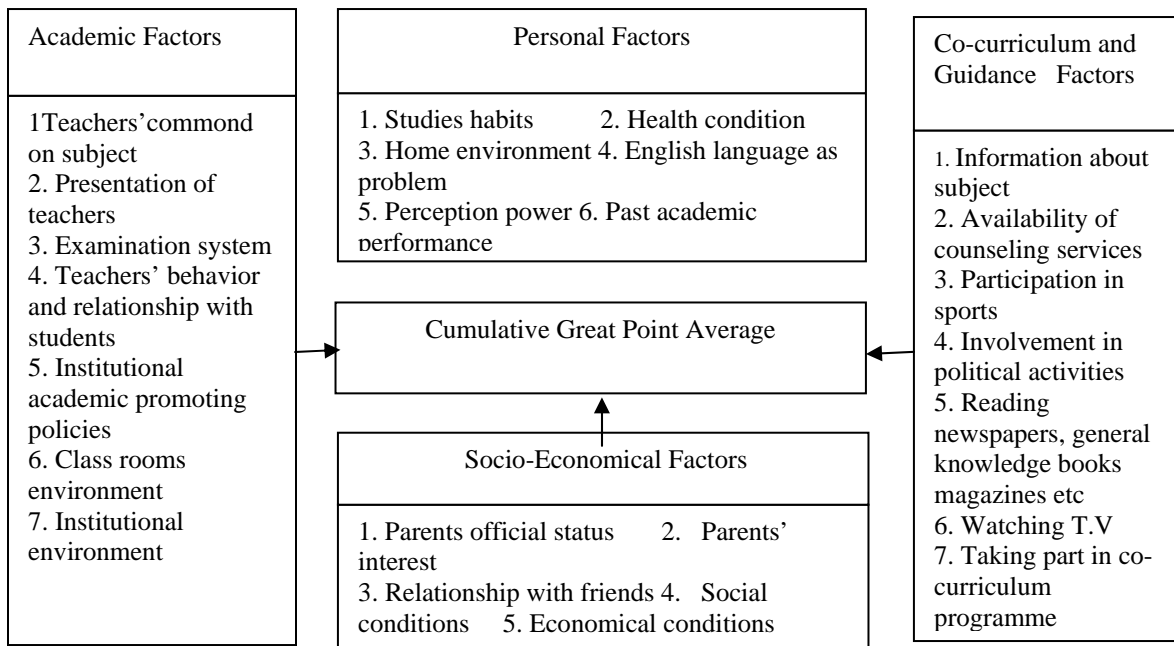 Academic Factors
1Teachers’commond
on subject
2. Presentation of
teachers
3. Examination system
4. Teachers’ behavior
and relationship with
students
5. Institutional
academic promoting
policies
6. Class rooms
environment
7. Institutional
environment
Personal Factors
1. Studies habits 2. Health condition
3. Home environment 4. English language as
problem
5. Perception power 6. Past academic
performance
Cumulative Great Point Average
Socio-Economical Factors
1. Parents official status 2. Parents’
interest
3. Relationship with friends 4. Social
conditions 5. Economical conditions
Co-curriculum and
Guidance Factors
1. Information about
subject
2. Availability of
counseling services
3. Participation in
sports
4. Involvement in
political activities
5. Reading
newspapers, general
knowledge books
magazines etc
6. Watching T.V
7. Taking part in co-
curriculum
programme